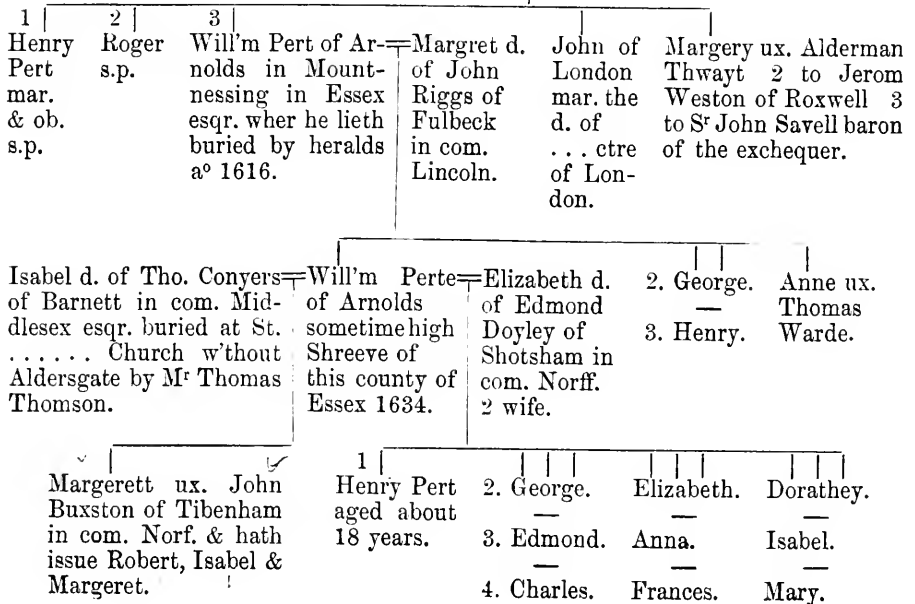 1 2 3
Henry
Pert
mar.
& ob.
s.p.
Roger
s.p.
Will'm Pert of Ar-
nolds in Mount-
nessing in Essex
esqr. wher he lieth
buried by heralds
aº 1616.
Margret d.
of John
Riggs of
Fulbeck
in com.
Lincoln.
John of
London
mar. the
d. of
... ctre
of Lon-
don.
Margery ux. Alderman
Thwayt 2 to Jerom
Weston of Roxwell 3
to Sʳ John Savell baron
of the exchequer.
Isabel d. of Tho. Conyers
of Barnett in com. Mid-
dlesex esqr. buried at St.
...... Church w'thout
Aldersgate by Mʳ Thomas
Thomson.
Will'm Perte
of Arnolds
sometime high
Shreeve of
this county of
Essex 1634.
Elizabeth d.
of Edmond
Doyley of
Shotsham in
com. Norff.
2 wife.
2. George.
3. Henry.
Anne ux.
Thomas
Warde.
Margerett ux. John
Buxston of Tibenham
in com. Norf. & hath
issue Robert, Isabel &
Margeret.
1
Henry Pert
aged about
18 years.
2. George.
3. Edmond.
4. Charles.
Elizabeth.
Anna.
Frances.
Dorathey.
Isabel.
Mary.